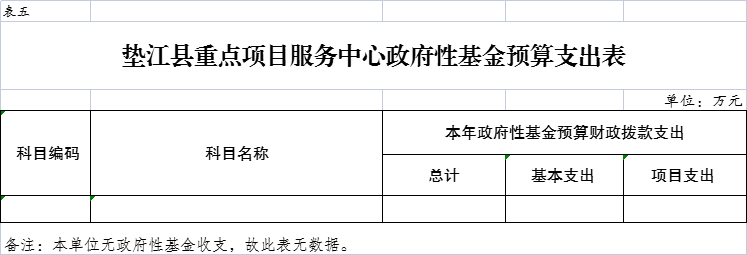 表五
垫江县重点项目服务中心政府性基金预算支出表
单位：万元
科目编码 科目名称 本年政府性基金预算财政拨款支出
总计 基本支出 项目支出
备注：本单位无政府性基金收支，故此表无数据。